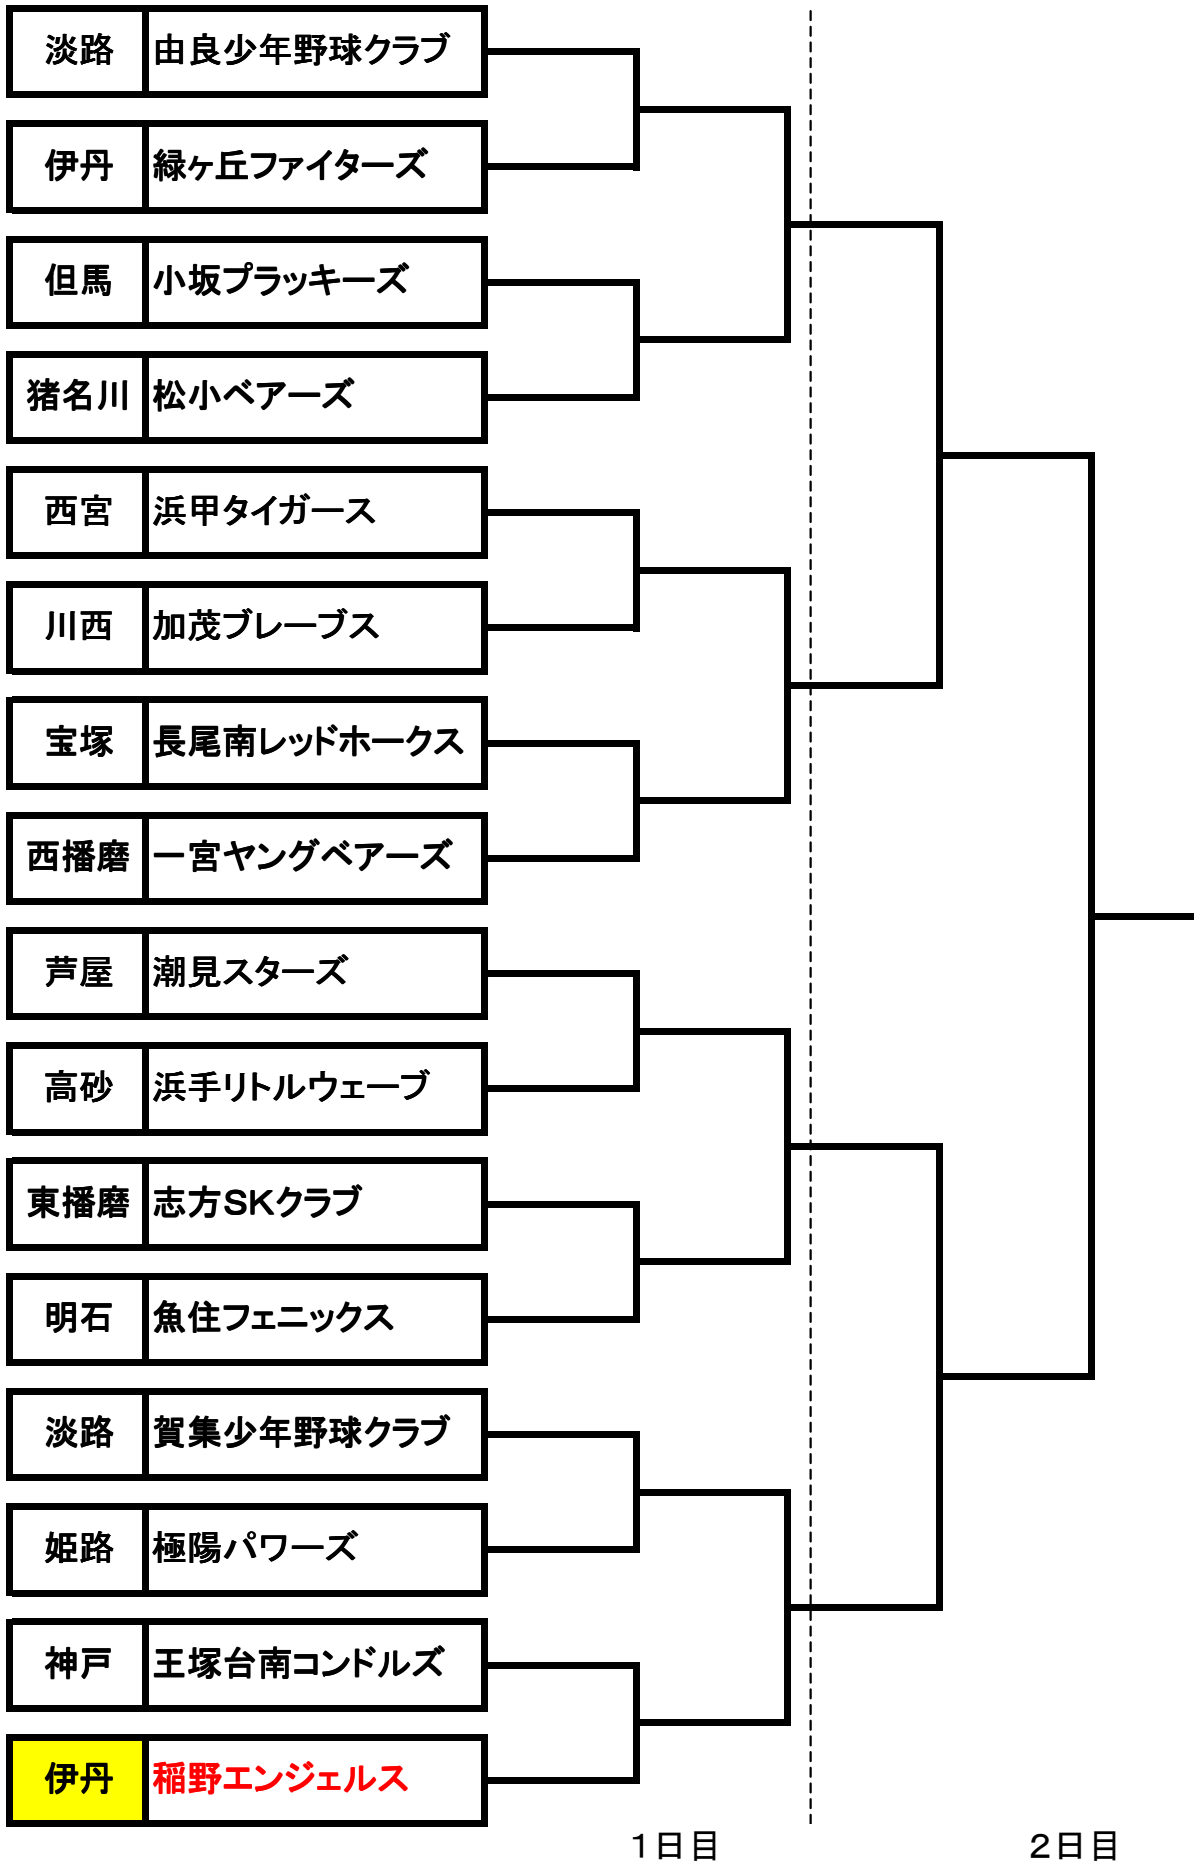 淡路 由良少年野球クラブ
伊丹 緑ヶ丘ファイターズ
但馬 小坂プラッキーズ
猪名川 松小ベアーズ
西宮 浜甲タイガース
川西 加茂ブレーブス
宝塚 長尾南レッドホークス
西播磨 一宮ヤングベアーズ
芦屋 潮見スターズ
高砂 浜手リトルウェーブ
東播磨 志方SKクラブ
明石 魚住フェニックス
淡路 賀集少年野球クラブ
姫路 極陽パワーズ
神戸 王塚台南コンドルズ
伊丹 稲野エンジェルス
1日目 2日目